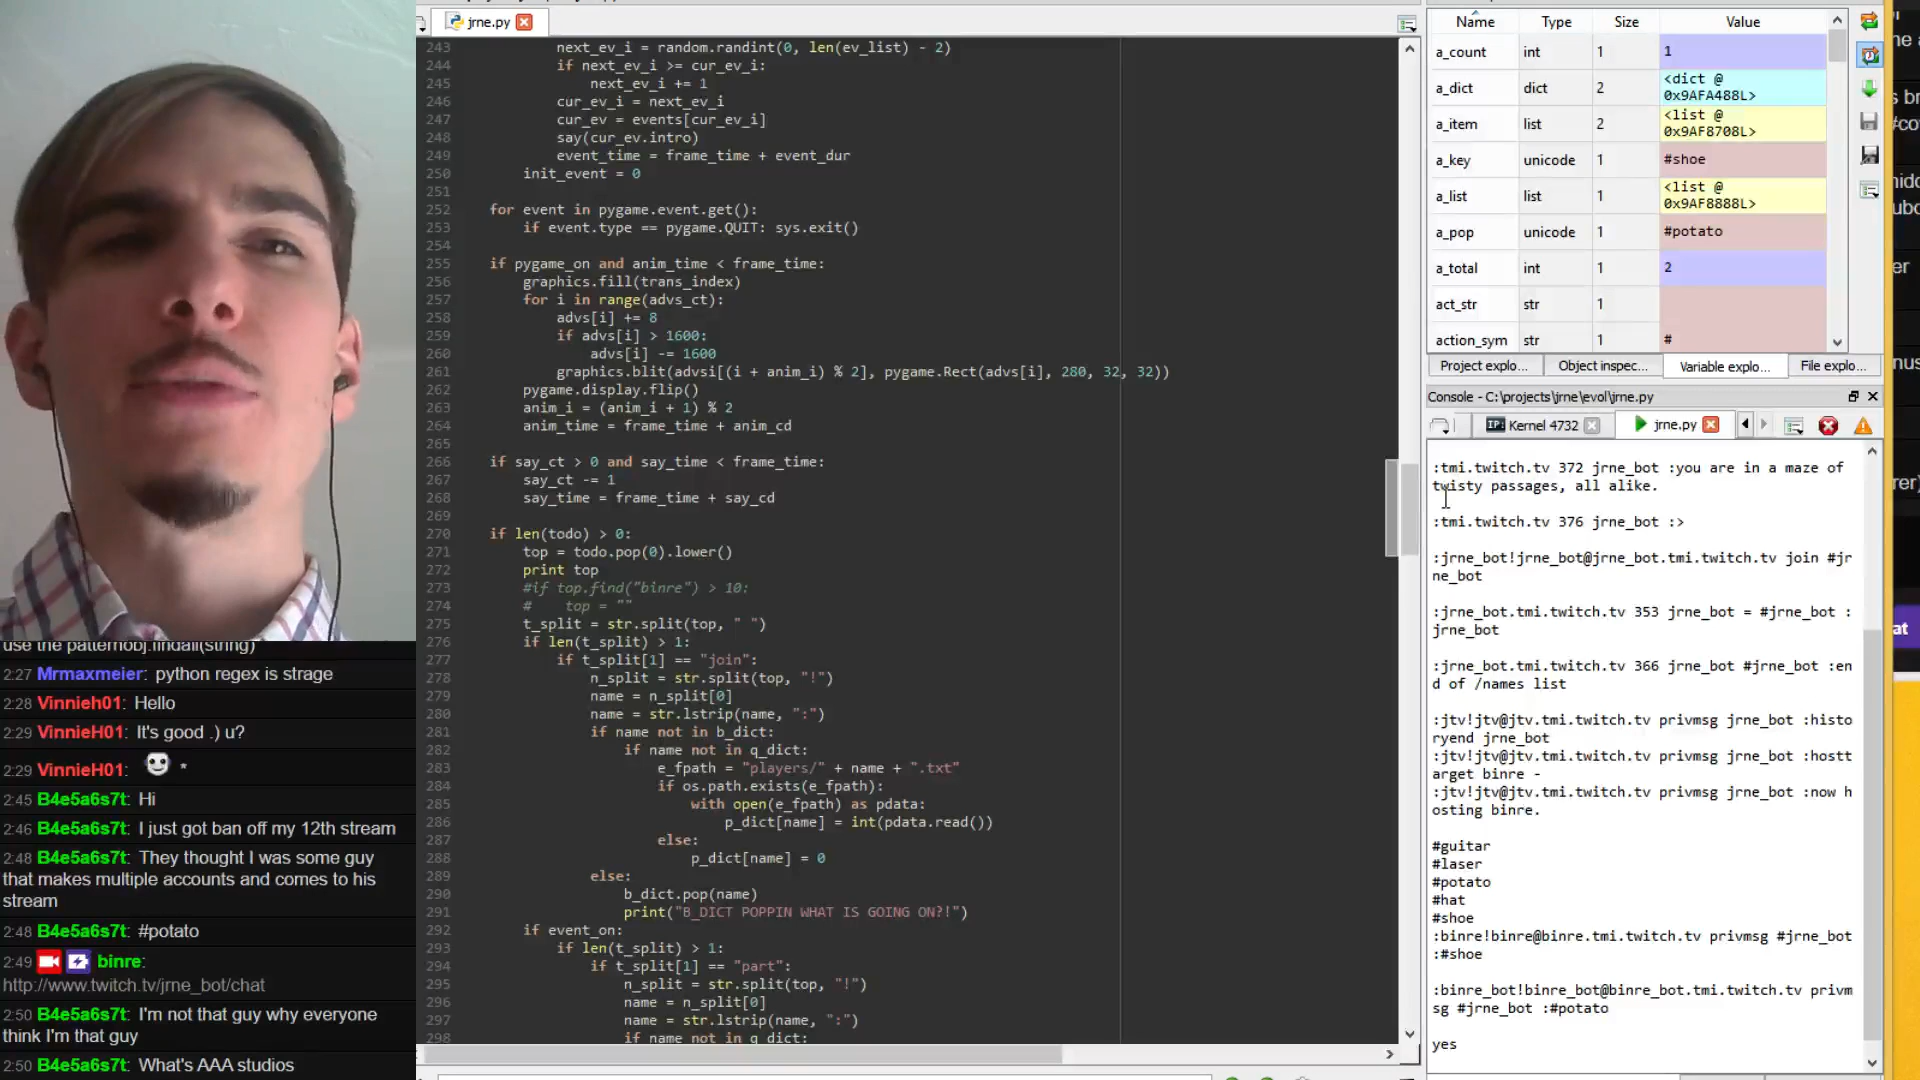 jrne.py
243 next_ev_i = random.randint(0, len(ev_list) - 2)
244 if next_ev_i >= cur_ev_i:
245 next_ev_i += 1
246 cur_ev_i = next_ev_i
247 cur_ev = events[cur_ev_i]
248 say(cur_ev.intro)
249 event_time = frame_time + event_dur
250 init_event = 0
251
252 for event in pygame.event.get():
253 if event.type == pygame.QUIT: sys.exit()
254
255 if pygame_on and anim_time < frame_time:
256 graphics.fill(trans_index)
257 for i in range(advs_ct):
258 advs[i] += 8
259 if advs[i] > 1600:
260 advs[i] -= 1600
261 graphics.blit(advsi[(i + anim_i) % 2], pygame.Rect(advs[i], 280, 32, 32))
262 pygame.display.flip()
263 anim_i = (anim_i + 1) % 2
264 anim_time = frame_time + anim_cd
265
266 if say_ct > 0 and say_time < frame_time:
267 say_ct -= 1
268 say_time = frame_time + say_cd
269
270 if len(todo) > 0:
271 top = todo.pop(0).lower()
272 print top
273 #if top.find("binre") > 10:
274 # top = ""
275 t_split = str.split(top, " ")
276 if len(t_split) > 1:
277 if t_split[1] == "join":
278 n_split = str.split(top, "!")
279 name = n_split[0]
280 name = str.lstrip(name, ":")
281 if name not in b_dict:
282 if name not in q_dict:
283 e_fpath = "players/" + name + ".txt"
284 if os.path.exists(e_fpath):
285 with open(e_fpath) as pdata:
286 p_dict[name] = int(pdata.read())
287 else:
288 p_dict[name] = 0
289 else:
290 b_dict.pop(name)
291 print("B_DICT POPPIN WHAT IS GOING ON?!")
292 if event_on:
293 if len(t_split) > 1:
294 if t_split[1] == "part":
295 n_split = str.split(top, "!")
296 name = n_split[0]
297 name = str.lstrip(name, ":")
298 if name not in q_dict:
Name Type Size Value
a_count int 1 1
a_dict dict 2 <dict @
0x9AFA488L>
a_item list 2 <list @
0x9AF8708L>
a_key unicode 1 #shoe
a_list list 1 <list @
0x9AF8888L>
a_pop unicode 1 #potato
a_total int 1 2
act_str str 1
action_sym str 1 #
Project explo... Object inspec... Variable explo... File explo...
Console - C:\projects\jrne\evol\jrne.py
IP: Kernel 4732 jrne.py
:tmi.twitch.tv 372 jrne_bot :you are in a maze of
twisty passages, all alike.
:tmi.twitch.tv 376 jrne_bot :>
:jrne_bot!jrne_bot@jrne_bot.tmi.twitch.tv join #jr
ne_bot
:jrne_bot.tmi.twitch.tv 353 jrne_bot = #jrne_bot :
jrne_bot
:jrne_bot.tmi.twitch.tv 366 jrne_bot #jrne_bot :en
d of /names list
:jtv!jtv@jtv.tmi.twitch.tv privmsg jrne_bot :histo
ryend jrne_bot
:jtv!jtv@jtv.tmi.twitch.tv privmsg jrne_bot :hostt
arget binre -
:jtv!jtv@jtv.tmi.twitch.tv privmsg jrne_bot :now h
osting binre.
#guitar
#laser
#potato
#hat
#shoe
:binre!binre@binre.tmi.twitch.tv privmsg #jrne_bot
:#shoe
:binre_bot!binre_bot@binre_bot.tmi.twitch.tv privm
sg #jrne_bot :#potato
yes
use the patternobj.findall(string)
2:27 Mrmaxmeier: python regex is strage
2:28 Vinnieh01: Hello
2:29 VinnieH01: It's good .) u?
2:29 VinnieH01: *
2:45 B4e5a6s7t: Hi
2:46 B4e5a6s7t: I just got ban off my 12th stream
2:48 B4e5a6s7t: They thought I was some guy
that makes multiple accounts and comes to his
stream
2:48 B4e5a6s7t: #potato
2:49 binre:
http://www.twitch.tv/jrne_bot/chat
2:50 B4e5a6s7t: I'm not that guy why everyone
think I'm that guy
2:50 B4e5a6s7t: What's AAA studios